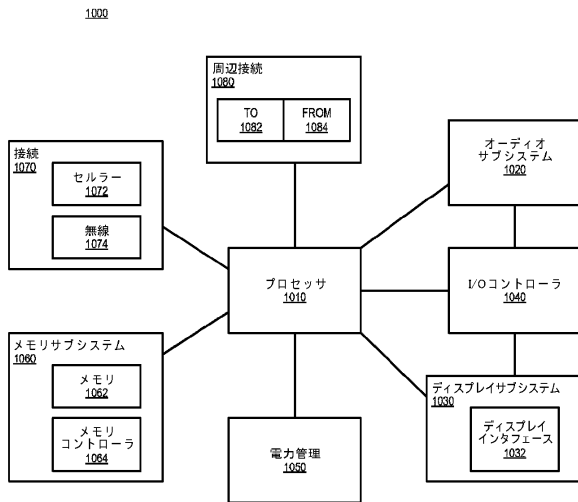 1000
周辺接続
1080
TO
1082
FROM
1084
接続
1070
セルラー
1072
無線
1074
オーディオ
サブシステム
1020
プロセッサ
1010
I/Oコントローラ
1040
メモリサブシステム
1060
メモリ
1062
メモリ
コントローラ
1064
電力管理
1050
ディスプレイサブシステム
1030
ディスプレイ
インタフェース
1032